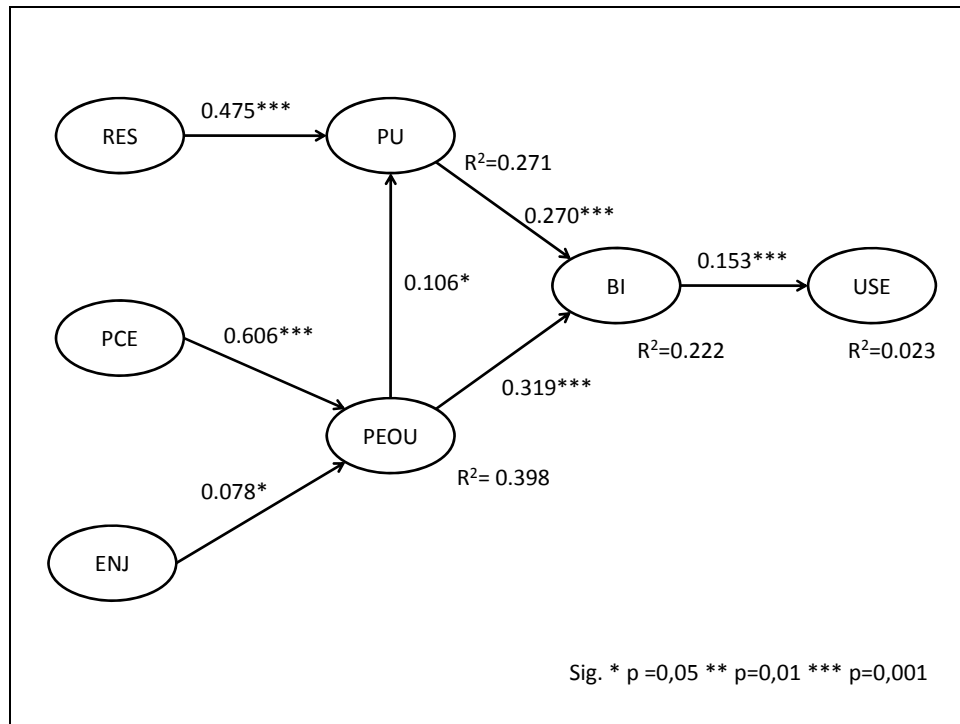 0.475***
RES
PU
R²=0.271
0.270***
0.153***
0.106*
BI
USE
PCE
0.606***
R²=0.222
R²=0.023
0.319***
PEOU
R²= 0.398
0.078*
ENJ
Sig. * p =0,05 ** p=0,01 *** p=0,001